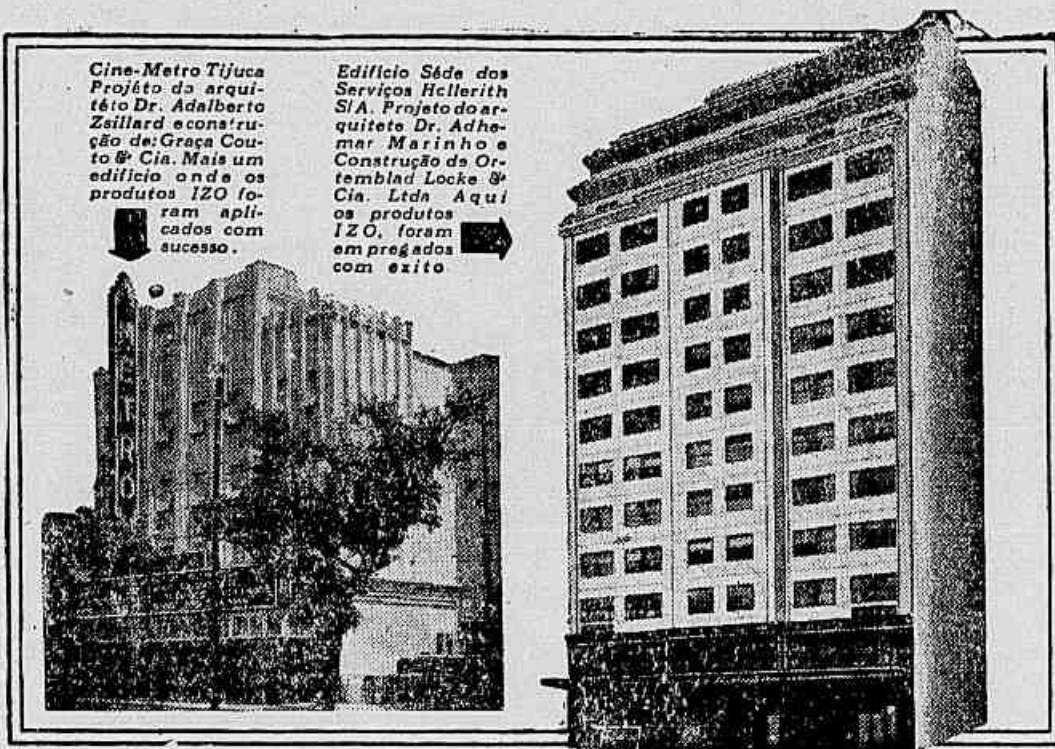 Cine-Metro Tijuca
Projéto do arqui-
této Dr. Adalberto
Zsillard e constru-
ção de: Graça Cou-
to & Cia. Mais um
edificio onde os
produtos IZO fo-
ram apli-
cados com
sucesso.
Edificio Séde dos
Serviços Hollerith
S/A. Projeto do ar-
quiteto Dr. Adhe-
mar Marinho e
Construção de Or-
temblad Locke &
Cia. Ltda Aqui
os produtos
IZO, foram
empregados
com exito
METRO